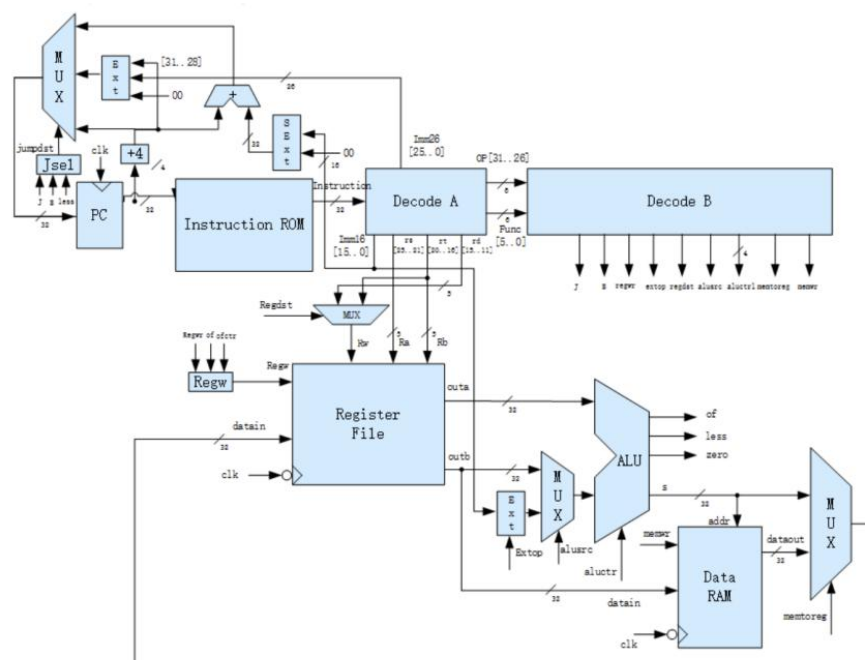 M
U
X
E
x
t
[31..28]
00
+
26
jumpdst
clk
+4
4
32
S
E
x
t
00
16
Imm26
[25..0]
OP[31..26]
6
Jsel
J
less
32
PC
32
Instruction ROM
Instruction
32
Decode A
6
Func
[5..0]
Decode B
Imm16
[15..0]
rs
[25..21]
rt
[20..16]
rd
[15..11]
5
4
J
B
regwr
extop
regdst
alusrc
aluctrl
memtoreg
memwr
Regdst
MUX
Rw
5
Ra
5
Rb
Regwr
of
ofctr
Regw
Regw
Register
File
outa
32
datain
32
outb
32
clk
M
U
X
E
x
t
Extop
alusrc
ALU
of
less
zero
s
32
aluctr
addr
memwr
Data
RAM
dataout
32
datain
32
clk
M
U
X
memtoreg